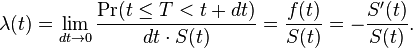 λ(t) = lim_{dt→0} Pr(t ≤ T < t + dt) / (dt · S(t)) = f(t) / S(t) = − S′(t) / S(t).